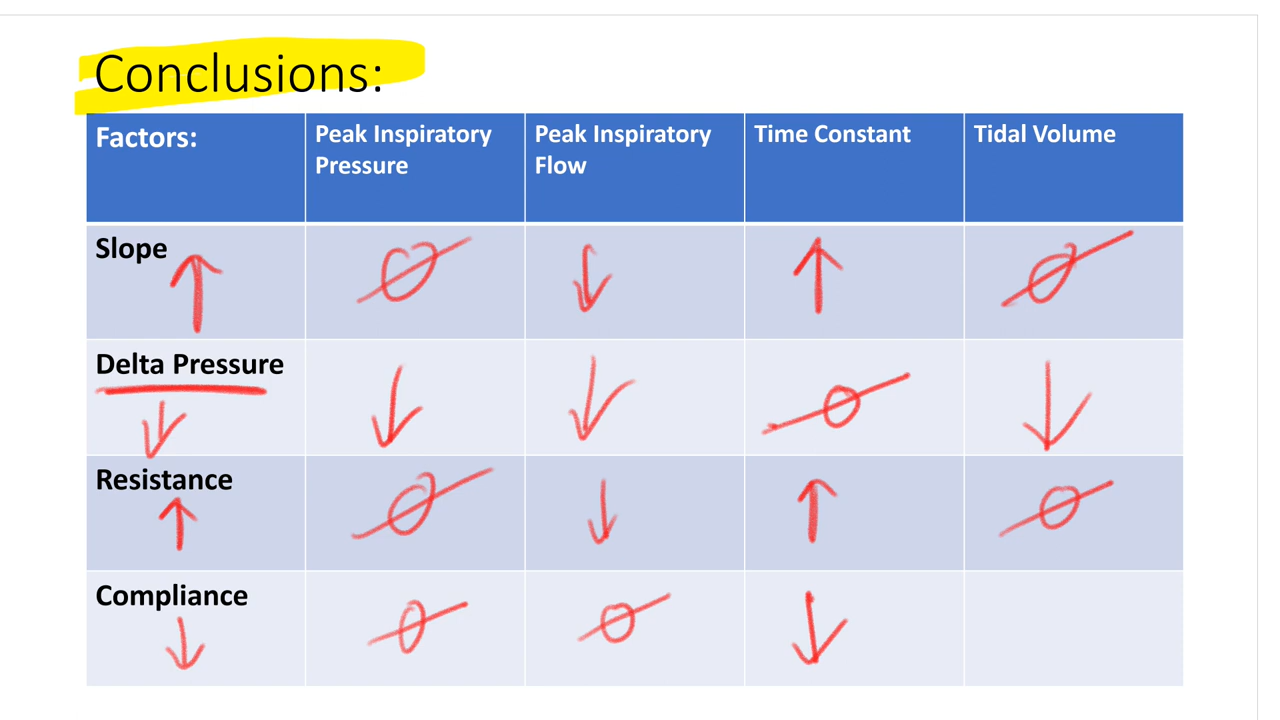 Conclusions:
Factors:
Peak Inspiratory
Pressure
Peak Inspiratory
Flow
Time Constant
Tidal Volume
Slope ↑
∅
↓
↑
∅
Delta Pressure
↓
↓
↓
∅
↓
Resistance
↑
∅
↓
↑
∅
Compliance
↓
∅
∅
↓